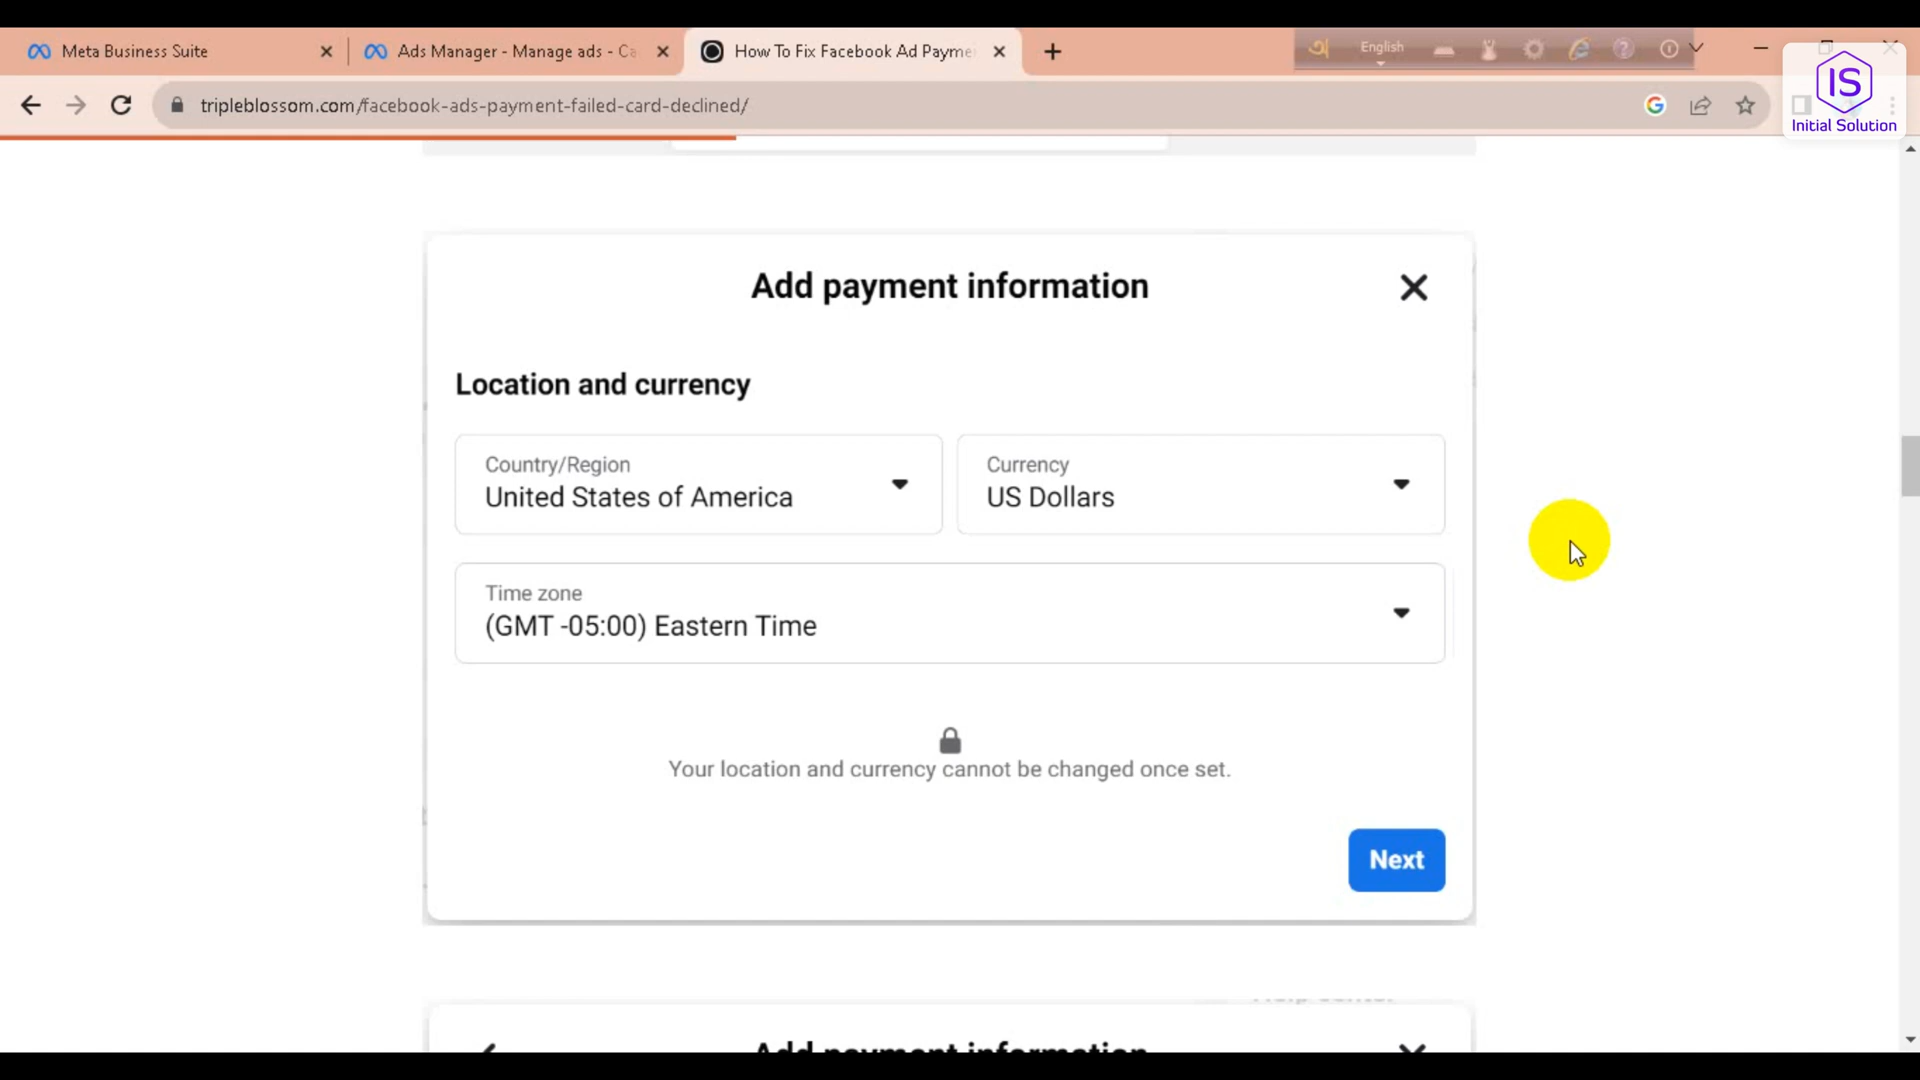 Meta Business Suite
Ads Manager - Manage ads - Ca
How To Fix Facebook Ad Payme
English
IS
Initial Solution
tripleblossom.com/facebook-ads-payment-failed-card-declined/
Add payment information
Location and currency
Country/Region
United States of America
Currency
US Dollars
Time zone
(GMT -05:00) Eastern Time
Your location and currency cannot be changed once set.
Next
Add payment information